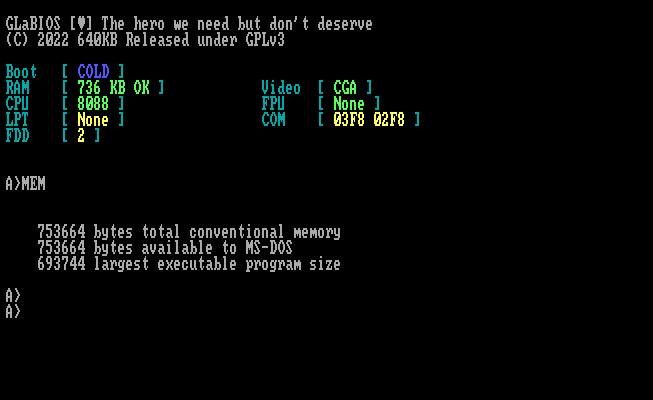 GLaBIOS [♥] The hero we need but don't deserve
(C) 2022 640KB Released under GPLv3
Boot [ COLD ]
RAM [ 736 KB OK ] Video [ CGA ]
CPU [ 8088 ] FPU [ None ]
LPT [ None ] COM [ 03F8 02F8 ]
FDD [ 2 ]
A>MEM
753664 bytes total conventional memory
753664 bytes available to MS-DOS
693744 largest executable program size
A>
A>